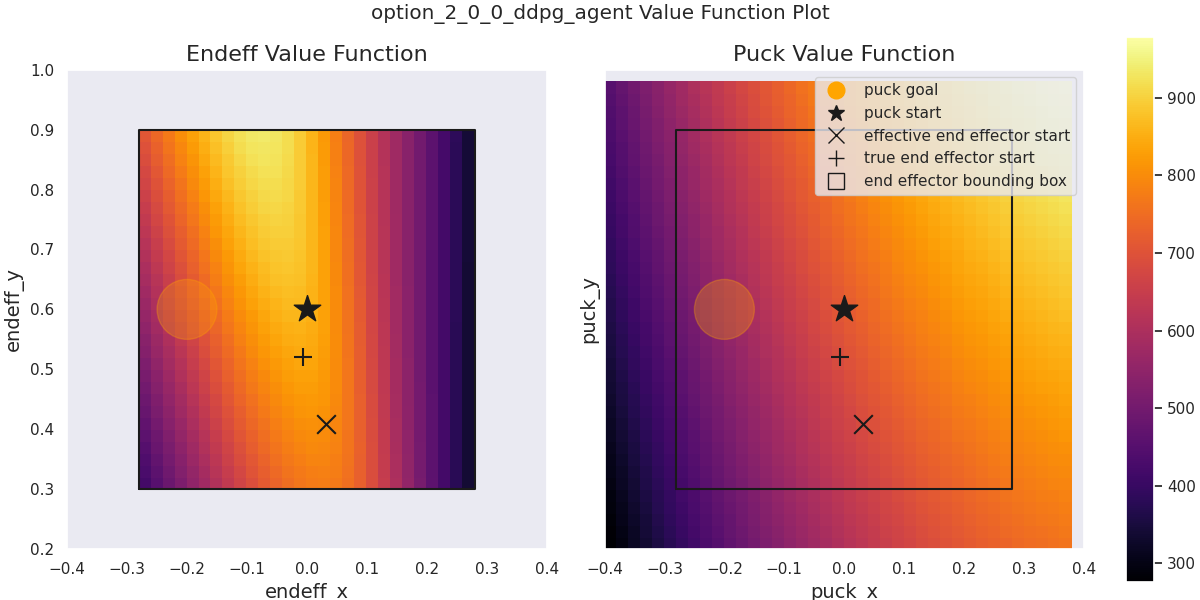 option_2_0_0_ddpg_agent Value Function Plot
Endeff Value Function
1.0
0.9
0.8
0.7
0.6
0.5
0.4
0.3
0.2
endeff_y
−0.4 −0.3 −0.2 −0.1 0.0 0.1 0.2 0.3 0.4
endeff_x
Puck Value Function
puck goal
puck start
effective end effector start
true end effector start
end effector bounding box
puck_y
−0.4 −0.3 −0.2 −0.1 0.0 0.1 0.2 0.3 0.4
puck_x
900
800
700
600
500
400
300